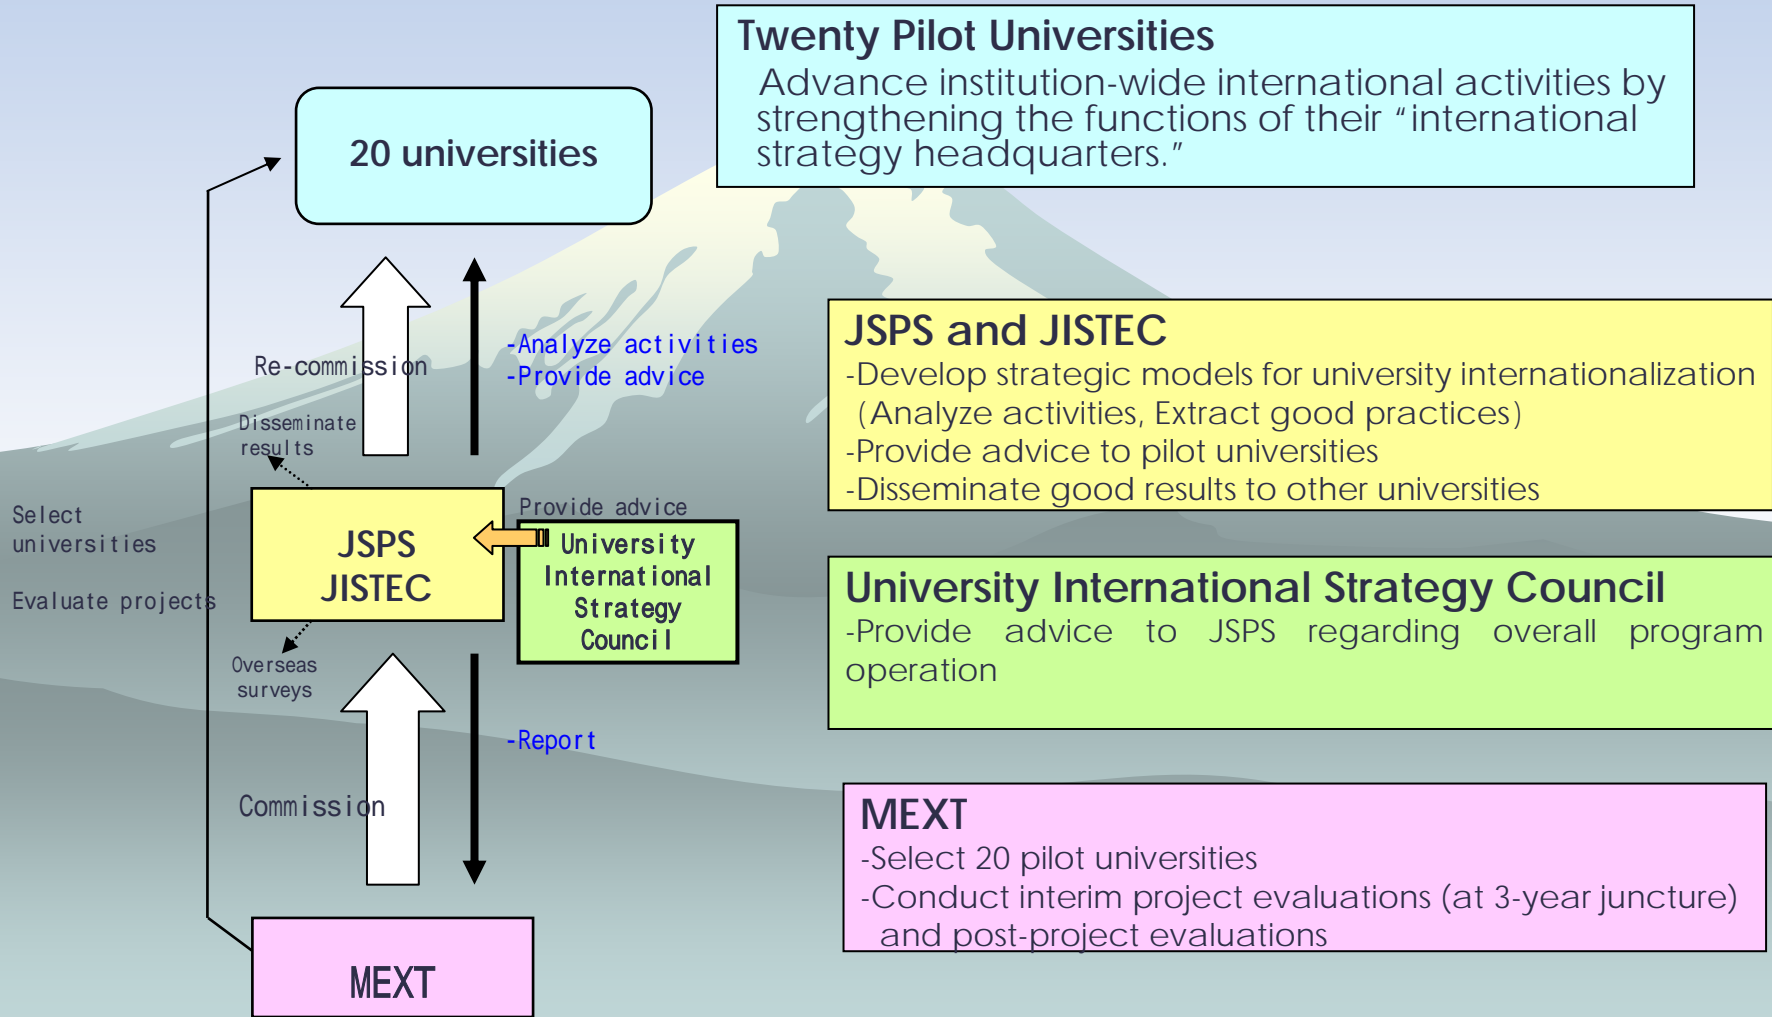 Twenty Pilot Universities
Advance institution-wide international activities by
strengthening the functions of their “international
strategy headquarters.”
20 universities
Re-commission
-Analyze activities
-Provide advice
Disseminate
results
JSPS and JISTEC
-Develop strategic models for university internationalization
(Analyze activities, Extract good practices)
-Provide advice to pilot universities
-Disseminate good results to other universities
Select
universities
Evaluate projects
JSPS
JISTEC
Provide advice
University
International
Strategy
Council
University International Strategy Council
-Provide advice to JSPS regarding overall program
operation
Overseas
surveys
-Report
Commission
MEXT
-Select 20 pilot universities
-Conduct interim project evaluations (at 3-year juncture)
and post-project evaluations
MEXT